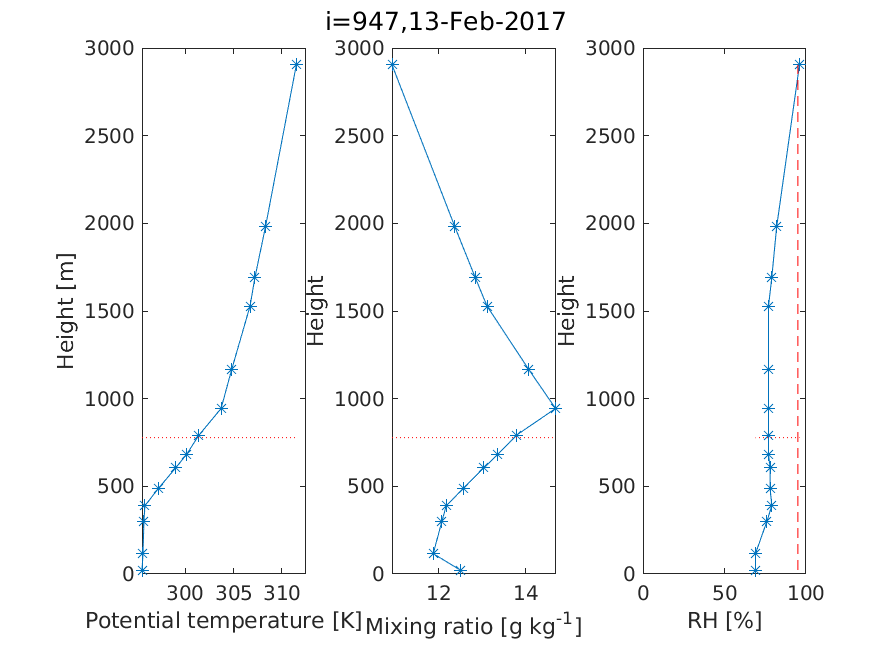 i=947,13-Feb-2017
3000
2500
2000
1500
1000
500
0
300 305 310
Height [m]
Potential temperature [K]
3000
2500
2000
1500
1000
500
0
12 14
Height
Mixing ratio [g kg-1]
3000
2500
2000
1500
1000
500
0
0 50 100
Height
RH [%]